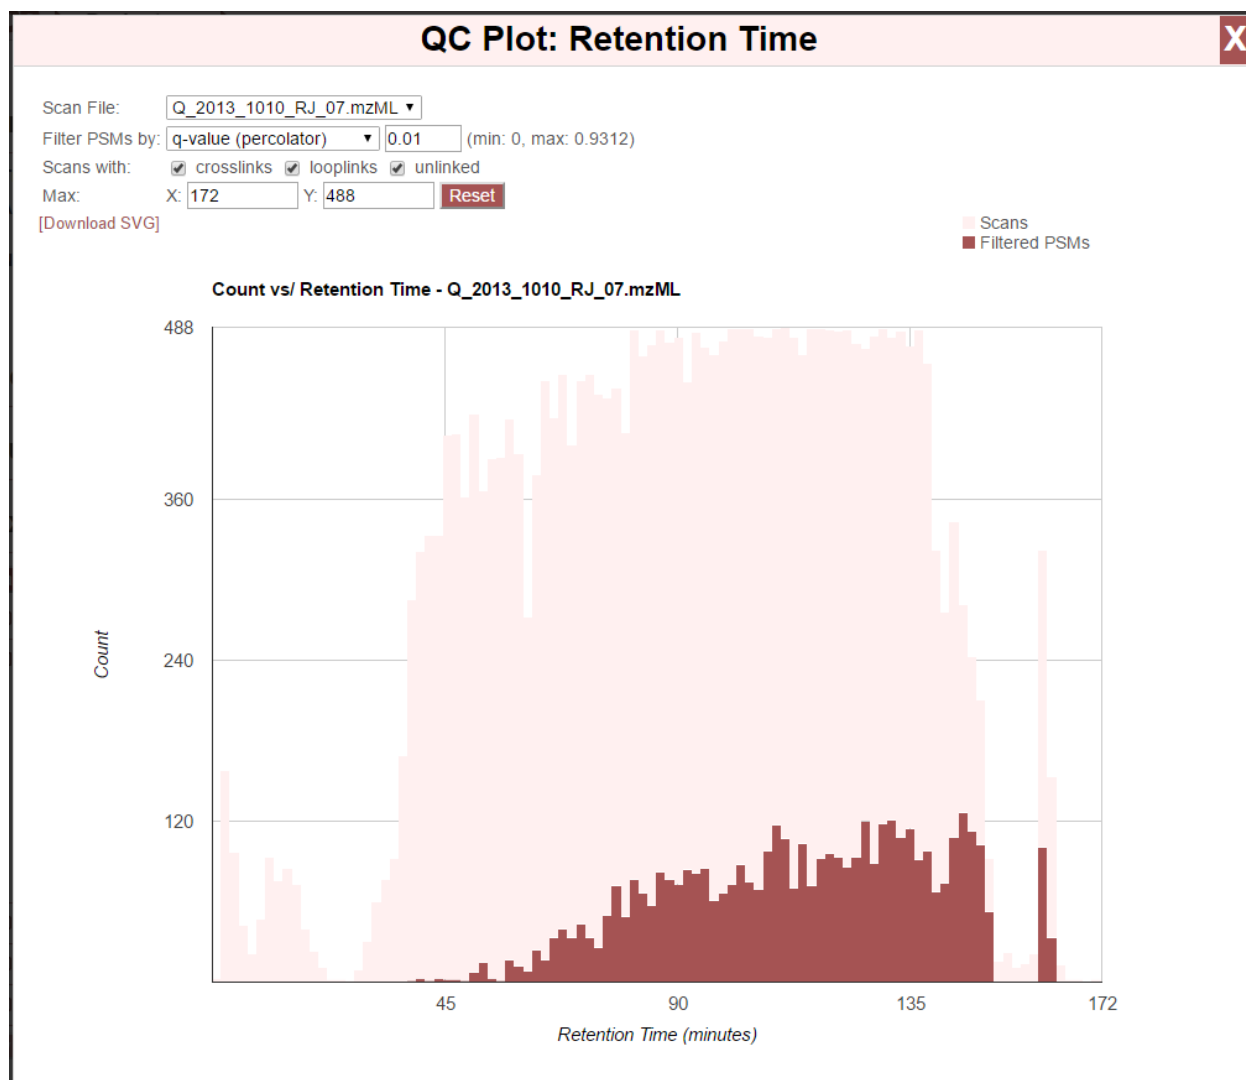 QC Plot: Retention Time
X
Scan File: Q_2013_1010_RJ_07.mzML
Filter PSMs by: q-value (percolator) 0.01 (min: 0, max: 0.9312)
Scans with: crosslinks looplinks unlinked
Max: X: 172 Y: 488 Reset
[Download SVG]
Scans
Filtered PSMs
Count vs/ Retention Time - Q_2013_1010_RJ_07.mzML
488
360
240
120
Count
45 90 135 172
Retention Time (minutes)